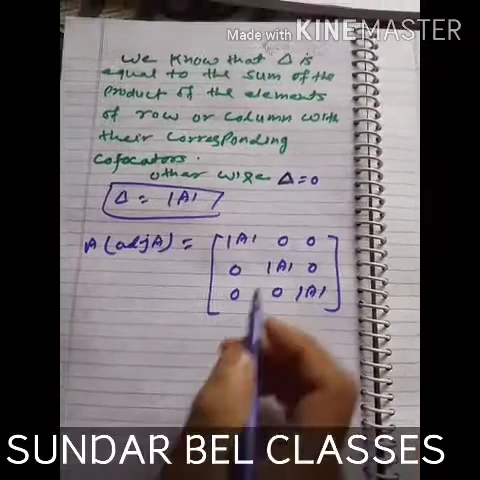 Made with KINEMASTER
We know that Δ is
equal to the sum of the
product of the elements
of row or column with
their corresponding
cofocators.
other wise Δ=0
Δ = |A|
A(adjA) = [|A| 0 0
0 |A| 0
0 0 |A|]
SUNDAR BEL CLASSES